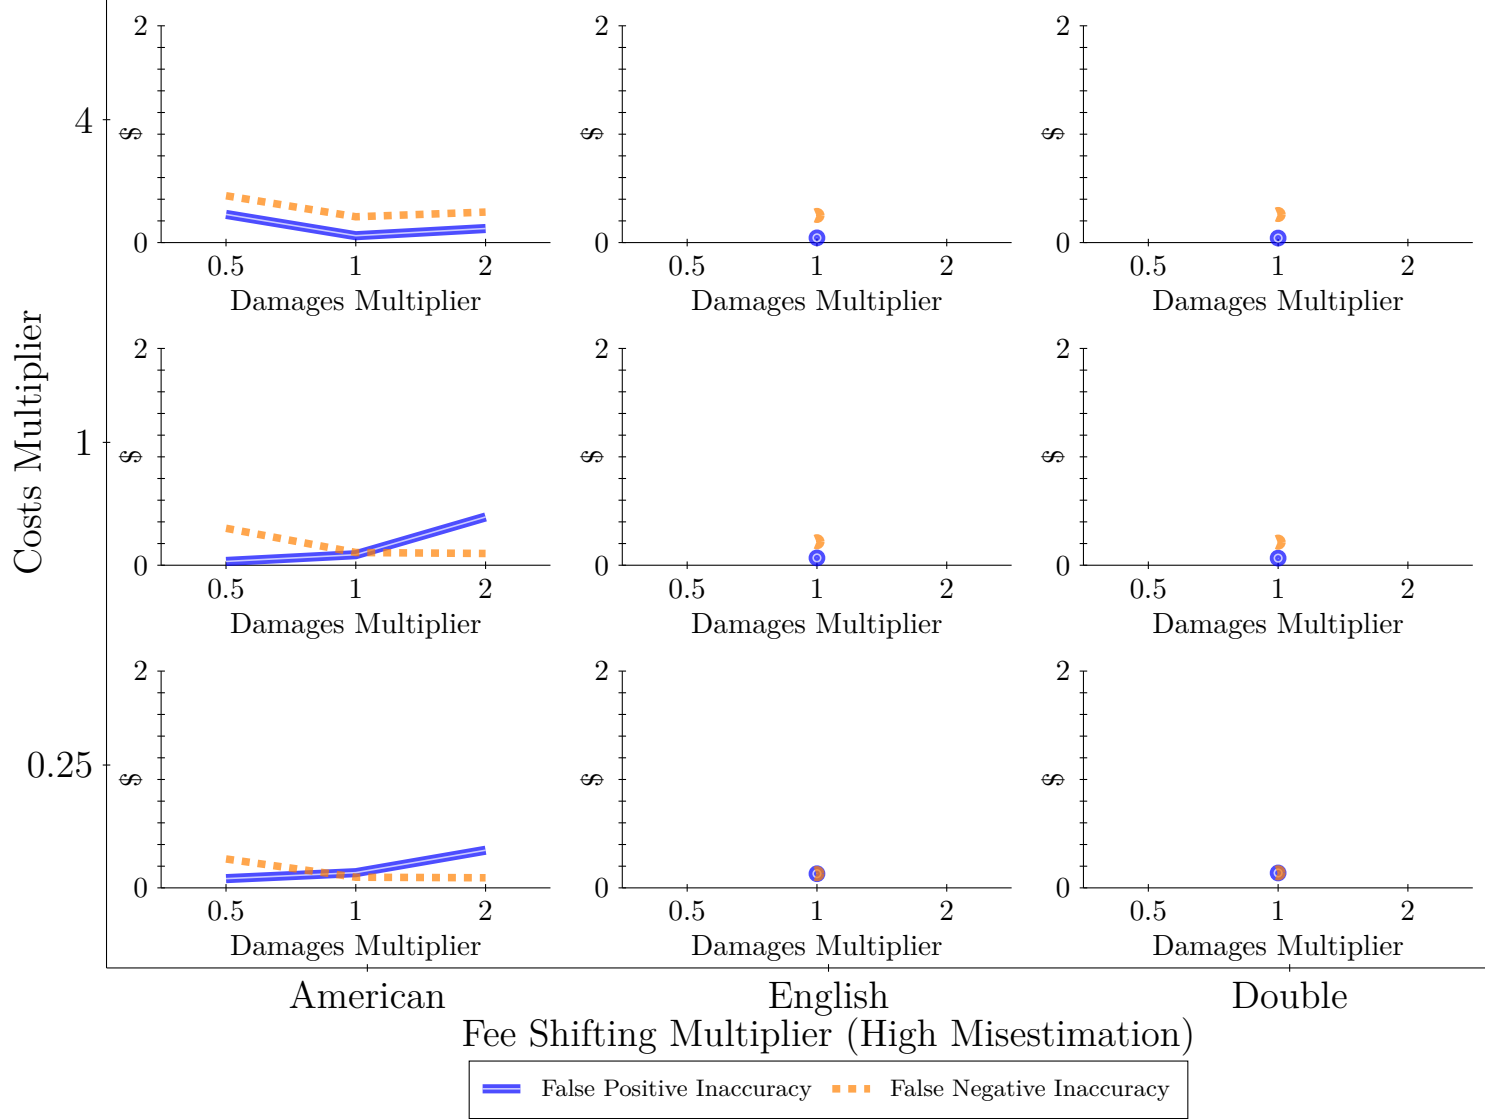 2
2
2
4
$
$
$
0
0
0
0.5 1 2
0.5 1 2
0.5 1 2
Damages Multiplier
Damages Multiplier
Damages Multiplier
Costs Multiplier
2
2
2
1
$
$
$
0
0
0
0.5 1 2
0.5 1 2
0.5 1 2
Damages Multiplier
Damages Multiplier
Damages Multiplier
2
2
2
0.25
$
$
$
0
0
0
0.5 1 2
0.5 1 2
0.5 1 2
Damages Multiplier
Damages Multiplier
Damages Multiplier
American
English
Double
Fee Shifting Multiplier (High Misestimation)
False Positive Inaccuracy
False Negative Inaccuracy